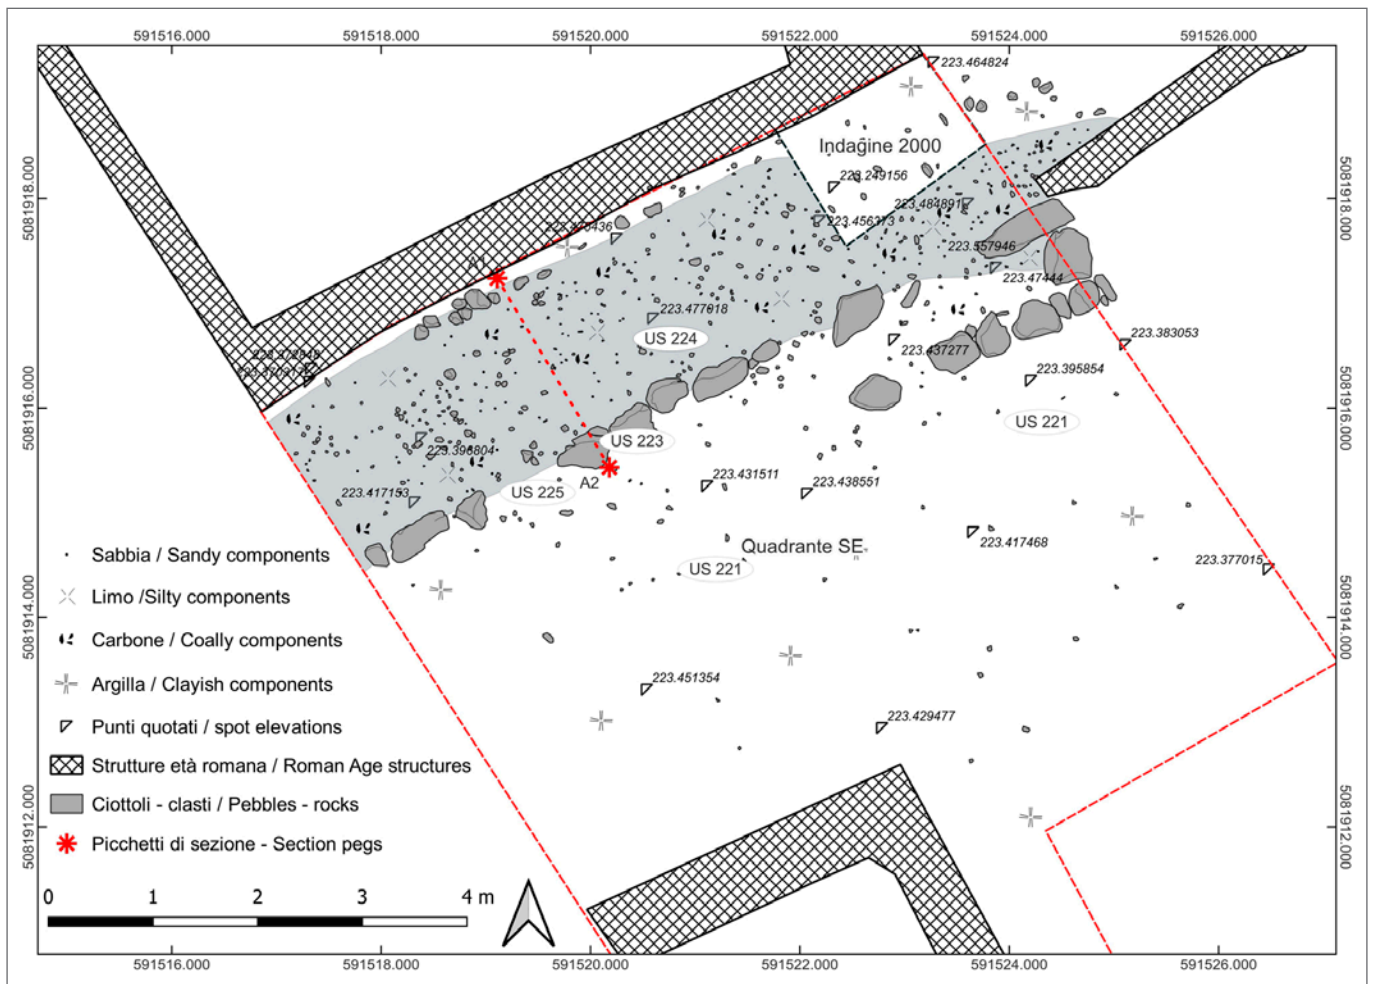 591516.000 591518.000 591520.000 591522.000 591524.000 591526.000
5081918.000
5081916.000
5081914.000
5081912.000
5081918.000
5081916.000
5081914.000
5081912.000
223.464824
Indagine 2000
223.249156
223.484891
223.456373
223.557946
223.47444
A1
223.477018
US 224
223.437277
223.383053
223.395854
US 221
US 223
223.396804
A2
223.431511
223.438551
223.417153
US 225
Quadrante SE
223.417468
US 221
223.377015
223.451354
223.429477
Sabbia / Sandy components
Limo /Silty components
Carbone / Coally components
Argilla / Clayish components
Punti quotati / spot elevations
Strutture età romana / Roman Age structures
Ciottoli - clasti / Pebbles - rocks
Picchetti di sezione - Section pegs
0 1 2 3 4 m
591516.000 591518.000 591520.000 591522.000 591524.000 591526.000